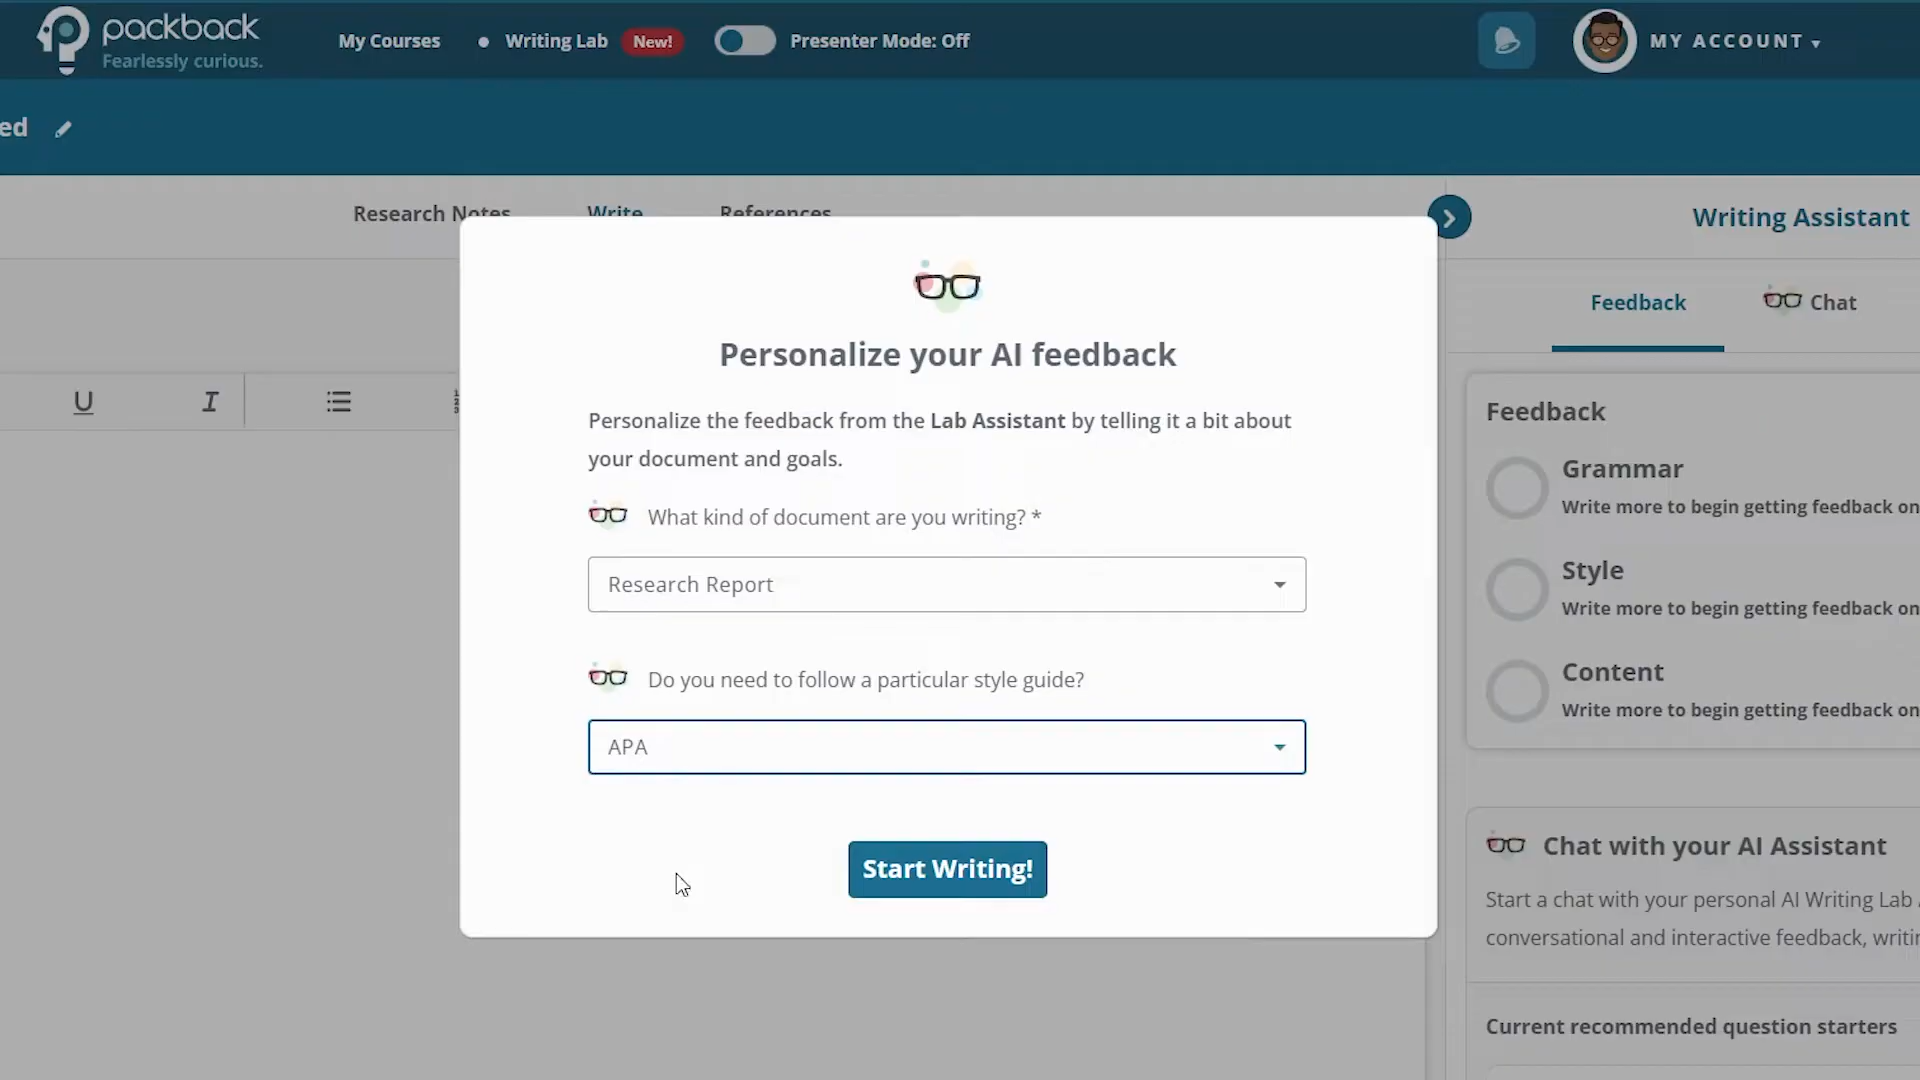 packback
Fearlessly curious.
My Courses
Writing Lab New!
Presenter Mode: Off
MY ACCOUNT
ed
Research Notes
Write
References
Writing Assistant
Feedback
Chat
U I
Personalize your AI feedback
Personalize the feedback from the Lab Assistant by telling it a bit about
your document and goals.
What kind of document are you writing? *
Research Report
Do you need to follow a particular style guide?
APA
Start Writing!
Feedback
Grammar
Write more to begin getting feedback on
Style
Write more to begin getting feedback on
Content
Write more to begin getting feedback on
Chat with your AI Assistant
Start a chat with your personal AI Writing Lab
conversational and interactive feedback,
Current recommended question starters